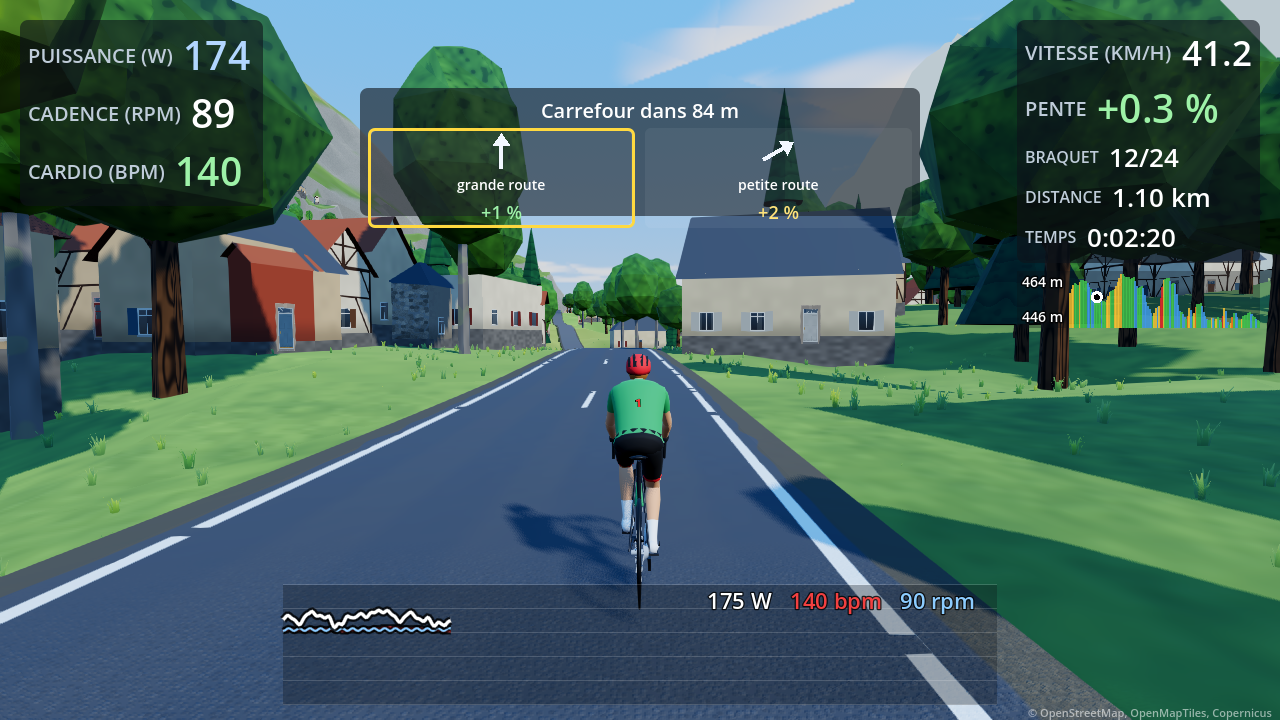 PUISSANCE (W) 174
CADENCE (RPM) 89
CARDIO (BPM) 140
Carrefour dans 84 m
grande route
+1 %
petite route
+2 %
VITESSE (KM/H) 41.2
PENTE +0.3 %
BRAQUET 12/24
DISTANCE 1.10 km
TEMPS 0:02:20
464 m
446 m
1
175 W 140 bpm 90 rpm
© OpenStreetMap, OpenMapTiles, Copernicus